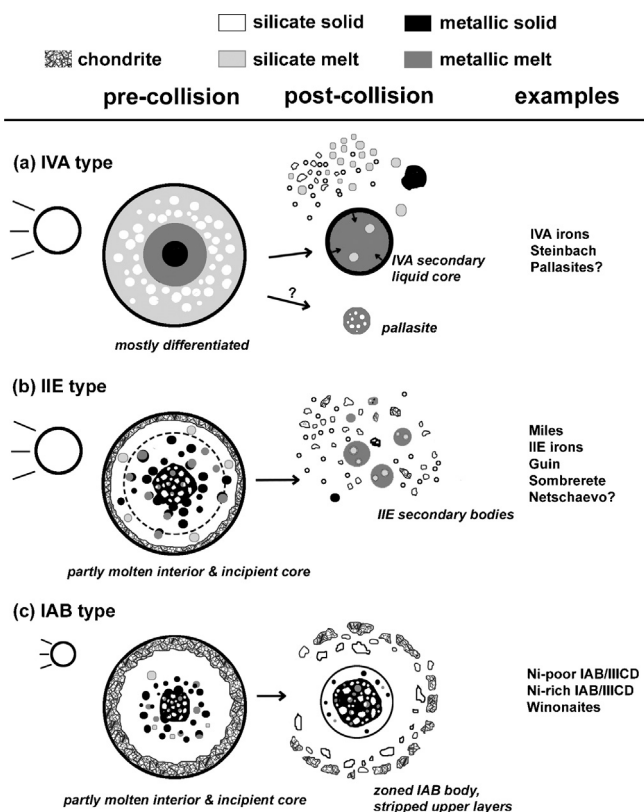 silicate solid
metallic solid
chondrite
silicate melt
metallic melt
pre-collision
post-collision
examples
(a) IVA type
IVA secondary
liquid core
?
pallasite
mostly differentiated
IVA irons
Steinbach
Pallasites?
(b) IIE type
IIE secondary bodies
partly molten interior & incipient core
Miles
IIE irons
Guin
Sombrerete
Netschaevo?
(c) IAB type
partly molten interior & incipient core
zoned IAB body,
stripped upper layers
Ni-poor IAB/IIICD
Ni-rich IAB/IIICD
Winonaites